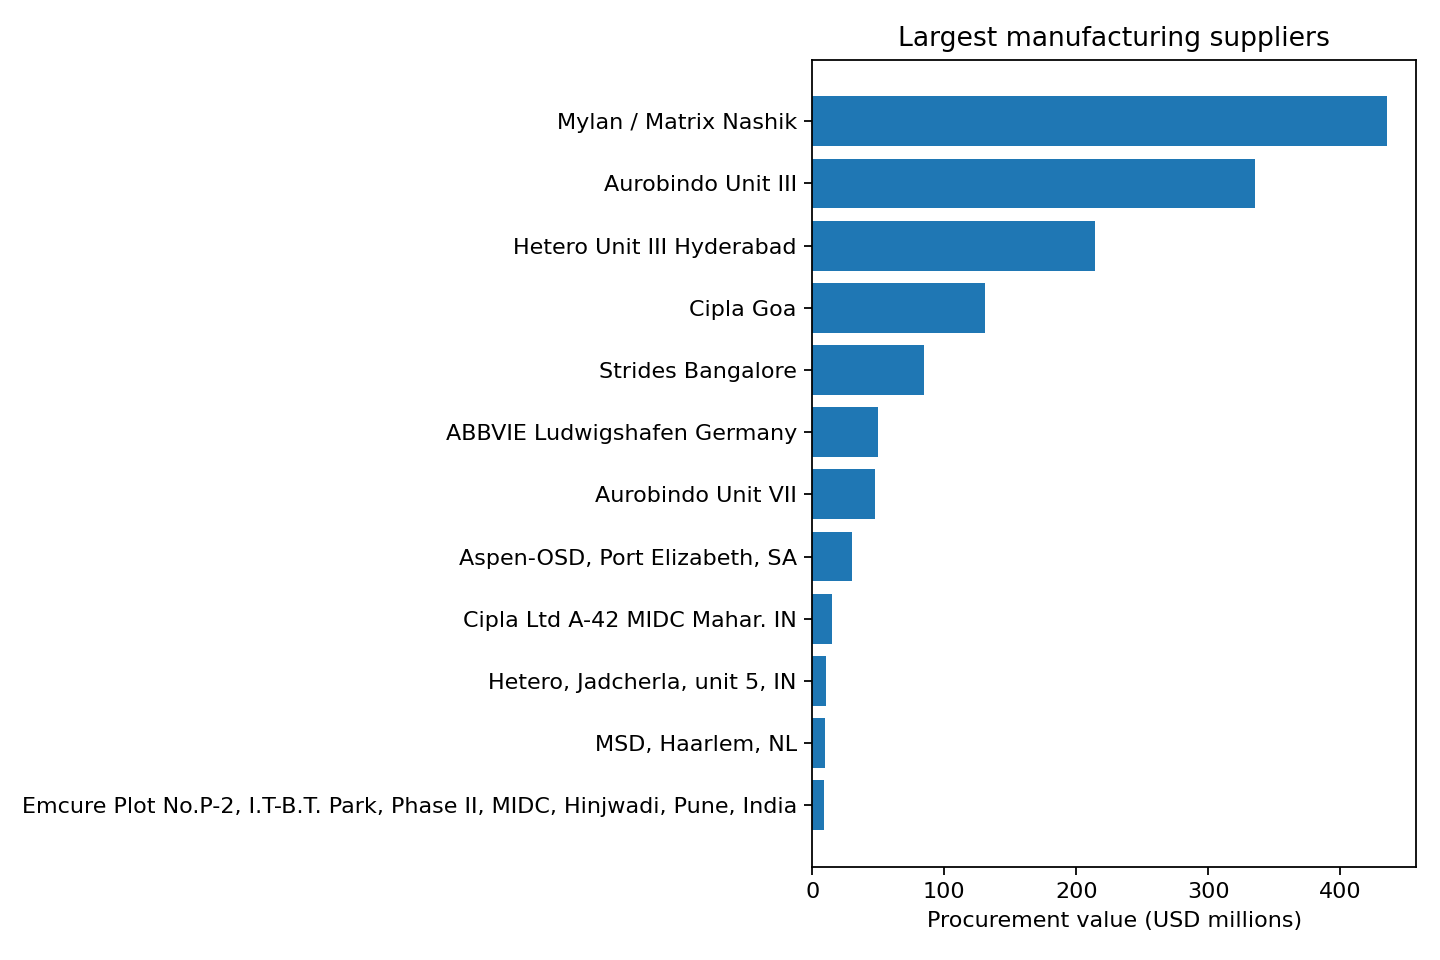 Largest manufacturing suppliers
Mylan / Matrix Nashik
Aurobindo Unit III
Hetero Unit III Hyderabad
Cipla Goa
Strides Bangalore
ABBVIE Ludwigshafen Germany
Aurobindo Unit VII
Aspen-OSD, Port Elizabeth, SA
Cipla Ltd A-42 MIDC Mahar. IN
Hetero, Jadcherla, unit 5, IN
MSD, Haarlem, NL
Emcure Plot No.P-2, I.T-B.T. Park, Phase II, MIDC, Hinjwadi, Pune, India
0 100 200 300 400
Procurement value (USD millions)